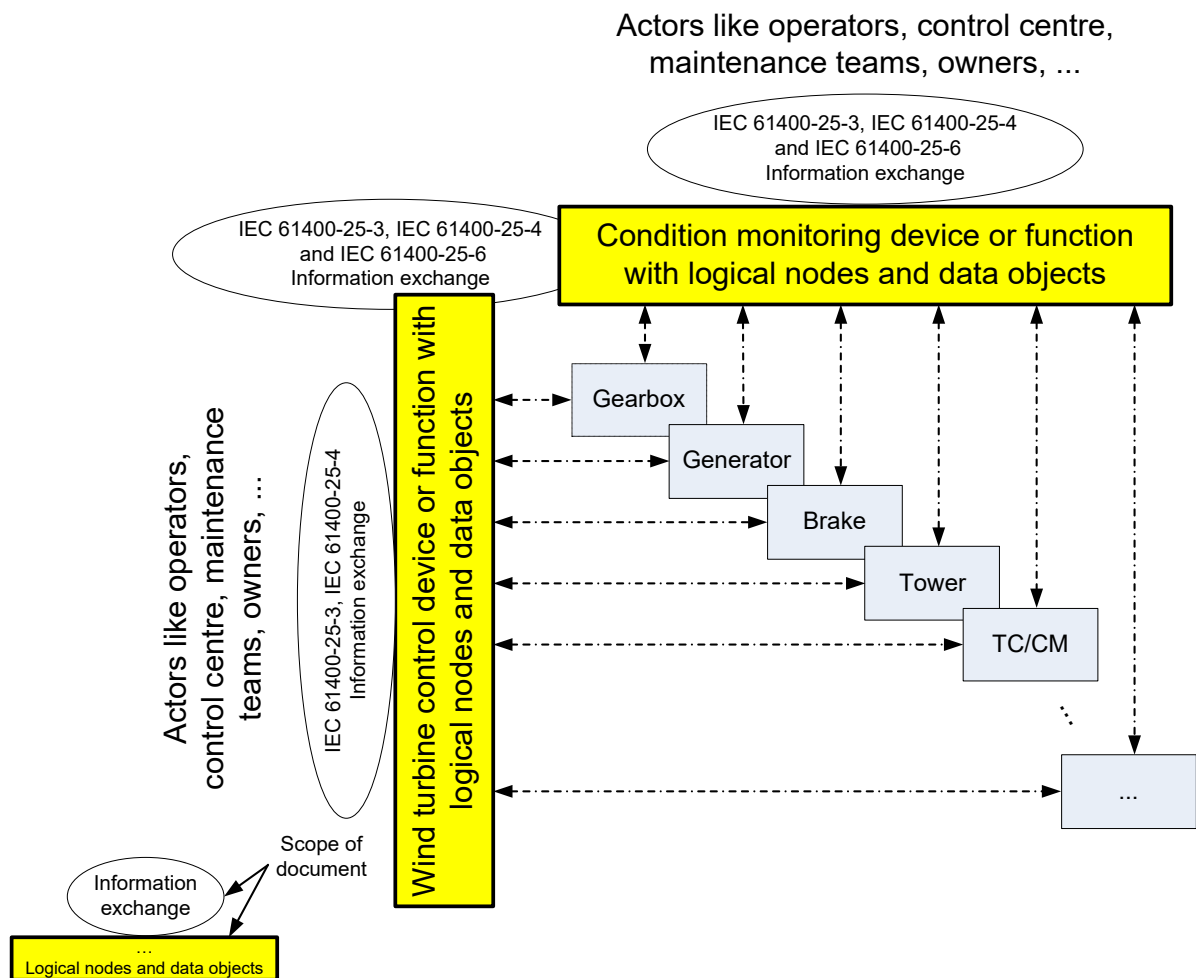 Actors like operators, control centre,
maintenance teams, owners, ...
IEC 61400-25-3, IEC 61400-25-4
and IEC 61400-25-6
Information exchange
IEC 61400-25-3, IEC 61400-25-4
and IEC 61400-25-6
Information exchange
Condition monitoring device or function
with logical nodes and data objects
Actors like operators,
control centre, maintenance
teams, owners, ...
IEC 61400-25-3, IEC 61400-25-4
Information exchange
Wind turbine control device or function with
logical nodes and data objects
Gearbox
Generator
Brake
Tower
TC/CM
...
...
Scope of
document
Information
exchange
...
Logical nodes and data objects